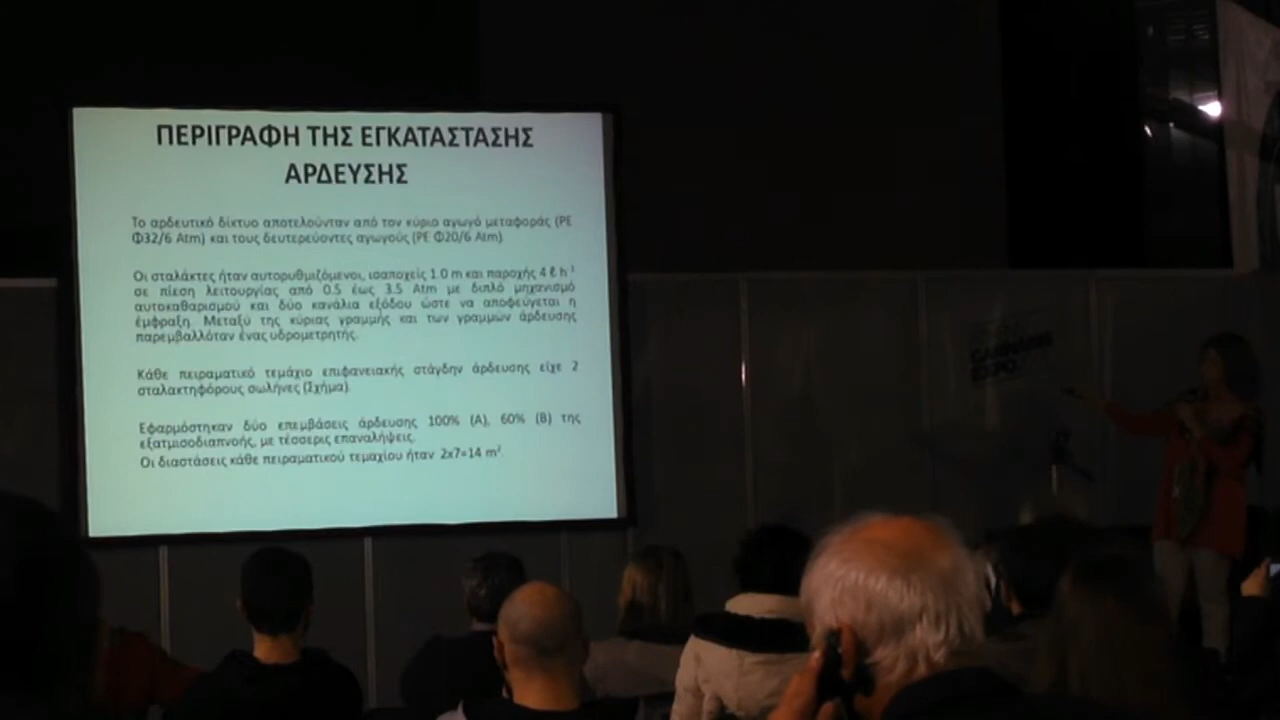 ΠΕΡΙΓΡΑΦΗ ΤΗΣ ΕΓΚΑΤΑΣΤΑΣΗΣ
ΑΡΔΕΥΣΗΣ
Το αρδευτικό δίκτυο αποτελούνταν από τον κύριο αγωγό μεταφοράς (PE
Φ32/6 Atm) και τους δευτερεύοντες αγωγούς (PE Φ20/6 Atm).
Οι σταλάκτες ήταν αυτορυθμιζόμενοι, ισαποχείς 1.0 m και παροχής 4 ℓ h⁻¹
σε πίεση λειτουργίας από 0.5 έως 3.5 Atm με διπλό μηχανισμό
αυτοκαθαρισμού και δύο κανάλια εξόδου ώστε να αποφεύγεται η
έμφραξη. Μεταξύ της κύριας γραμμής και των γραμμών άρδευσης
παρεμβαλλόταν ένας υδρομετρητής.
Κάθε πειραματικό τεμάχιο επιφανειακής στάγδην άρδευσης είχε 2
σταλακτηφόρους σωλήνες (Σχήμα).
Εφαρμόστηκαν δύο επεμβάσεις άρδευσης 100% (Α), 60% (Β) της
εξατμισοδιαπνοής, με τέσσερις επαναλήψεις.
Οι διαστάσεις κάθε πειραματικού τεμαχίου ήταν 2x7=14 m².
CANNABIS
EXPO